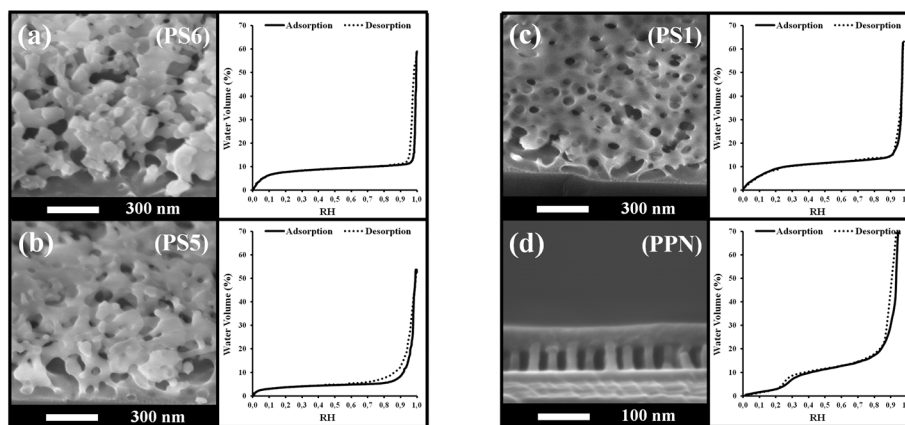 (a)
(PS6)
300 nm
Adsorption Desorption
Water Volume (%)
70
60
50
40
30
20
10
0
0 0,1 0,2 0,3 0,4 0,5 0,6 0,7 0,8 0,9 1,0
RH
(b)
(PS5)
300 nm
Adsorption Desorption
Water Volume (%)
70
60
50
40
30
20
10
0
0 0,1 0,2 0,3 0,4 0,5 0,6 0,7 0,8 0,9 1,0
RH
(c)
(PS1)
300 nm
Adsorption Desorption
Water Volume (%)
70
60
50
40
30
20
10
0
0 0,1 0,2 0,3 0,4 0,5 0,6 0,7 0,8 0,9 1
RH
(d)
(PPN)
100 nm
Adsorption Desorption
Water Volume (%)
70
60
50
40
30
20
10
0
0 0,1 0,2 0,3 0,4 0,5 0,6 0,7 0,8 0,9 1
RH